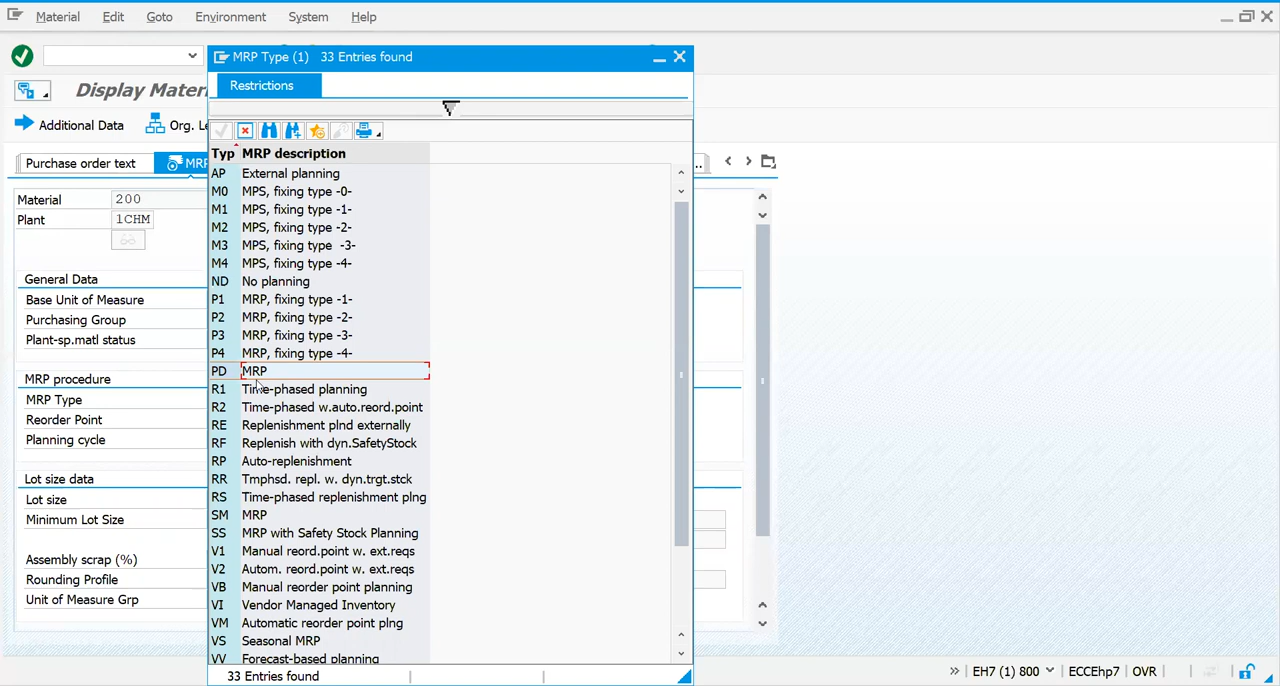 Material Edit Goto Environment System Help
MRP Type (1) 33 Entries found
Display Mater
Restrictions
Additional Data Org. Le
Purchase order text MRP ..
Typ MRP description
Material 200
Plant 1CHM
General Data
Base Unit of Measure
Purchasing Group
Plant-sp.matl status
MRP procedure
MRP Type
Reorder Point
Planning cycle
Lot size data
Lot size
Minimum Lot Size
Assembly scrap (%)
Rounding Profile
Unit of Measure Grp
AP External planning
M0 MPS, fixing type -0-
M1 MPS, fixing type -1-
M2 MPS, fixing type -2-
M3 MPS, fixing type -3-
M4 MPS, fixing type -4-
ND No planning
P1 MRP, fixing type -1-
P2 MRP, fixing type -2-
P3 MRP, fixing type -3-
P4 MRP, fixing type -4-
PD MRP
R1 Time-phased planning
R2 Time-phased w.auto.reord.point
RE Replenishment plnd externally
RF Replenish with dyn.SafetyStock
RP Auto-replenishment
RR Tmphsd. repl. w. dyn.trgt.stck
RS Time-phased replenishment plng
SM MRP
SS MRP with Safety Stock Planning
V1 Manual reord.point w. ext.reqs
V2 Autom. reord.point w. ext.reqs
VB Manual reorder point planning
VI Vendor Managed Inventory
VM Automatic reorder point plng
VS Seasonal MRP
VV Forecast-based planning
33 Entries found
EH7 (1) 800 ECCEhp7 OVR